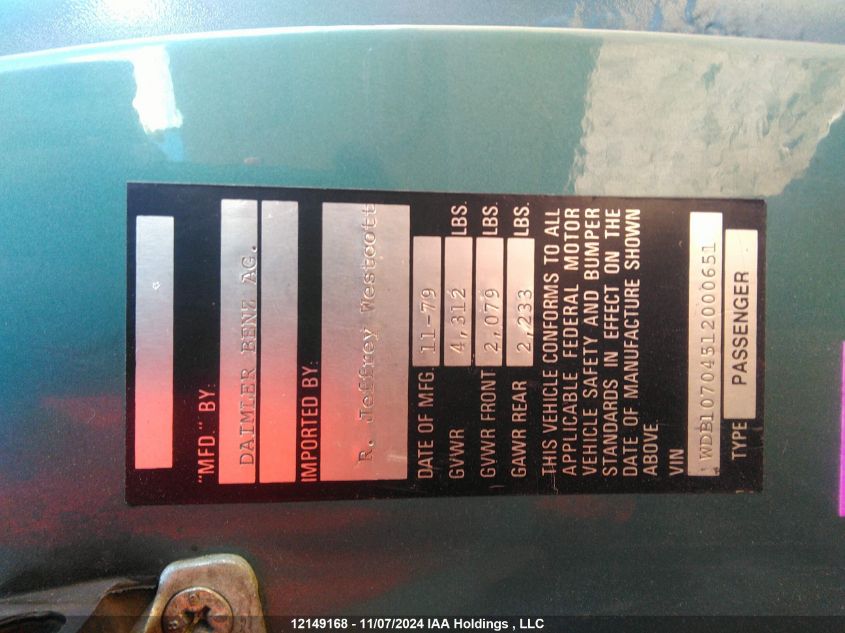 "MFD." BY:
DAIMLER BENZ AG.
IMPORTED BY:
R. Jeffrey Westcott
DATE OF MFG. 11-79
GVWR 4,312 LBS.
GVWR FRONT 2,079 LBS.
GAWR REAR 2,233 LBS.
THIS VEHICLE CONFORMS TO ALL
APPLICABLE FEDERAL MOTOR
VEHICLE SAFETY AND BUMPER
STANDARDS IN EFFECT ON THE
DATE OF MANUFACTURE SHOWN
ABOVE.
VIN WDB10704512000651
TYPE PASSENGER
12149168 - 11/07/2024 IAA Holdings , LLC